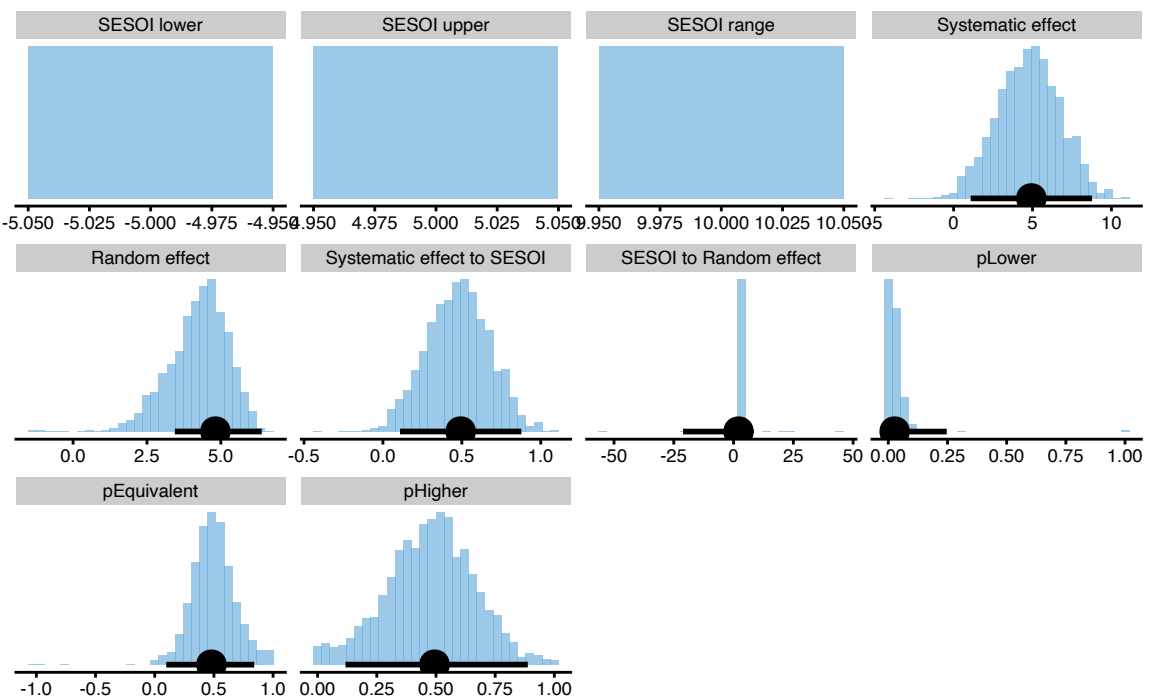 SESOI lower SESOI upper SESOI range Systematic effect
-5.050 -5.025 -5.000 -4.975 -4.950 4.950 4.975 5.000 5.025 5.050 9.950 9.975 10.000 10.025 10.050 -5 0 5 10
Random effect Systematic effect to SESOI SESOI to Random effect pLower
0.0 2.5 5.0 -0.5 0.0 0.5 1.0 -50 -25 0 25 50 0.00 0.25 0.50 0.75 1.00
pEquivalent pHigher
-1.0 -0.5 0.0 0.5 1.0 0.00 0.25 0.50 0.75 1.00